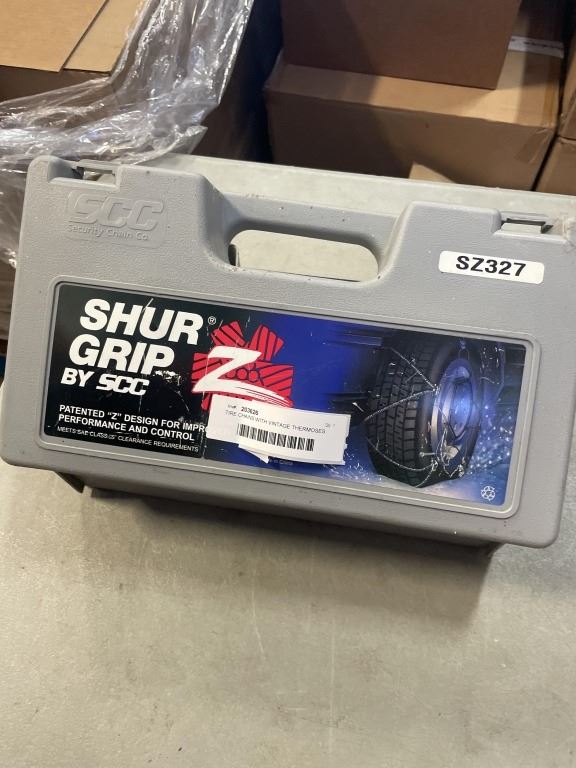 SCC
Security Chain Co.
SZ327
SHUR®
GRIP
BY SCC
Z
PATENTED "Z" DESIGN FOR IMPR
PERFORMANCE AND CONTROL
MEETS SAE CLASS "S" CLEARANCE REQUIREMENTS
203626
TIRE CHAINS WITH VINTAGE THERMOSES